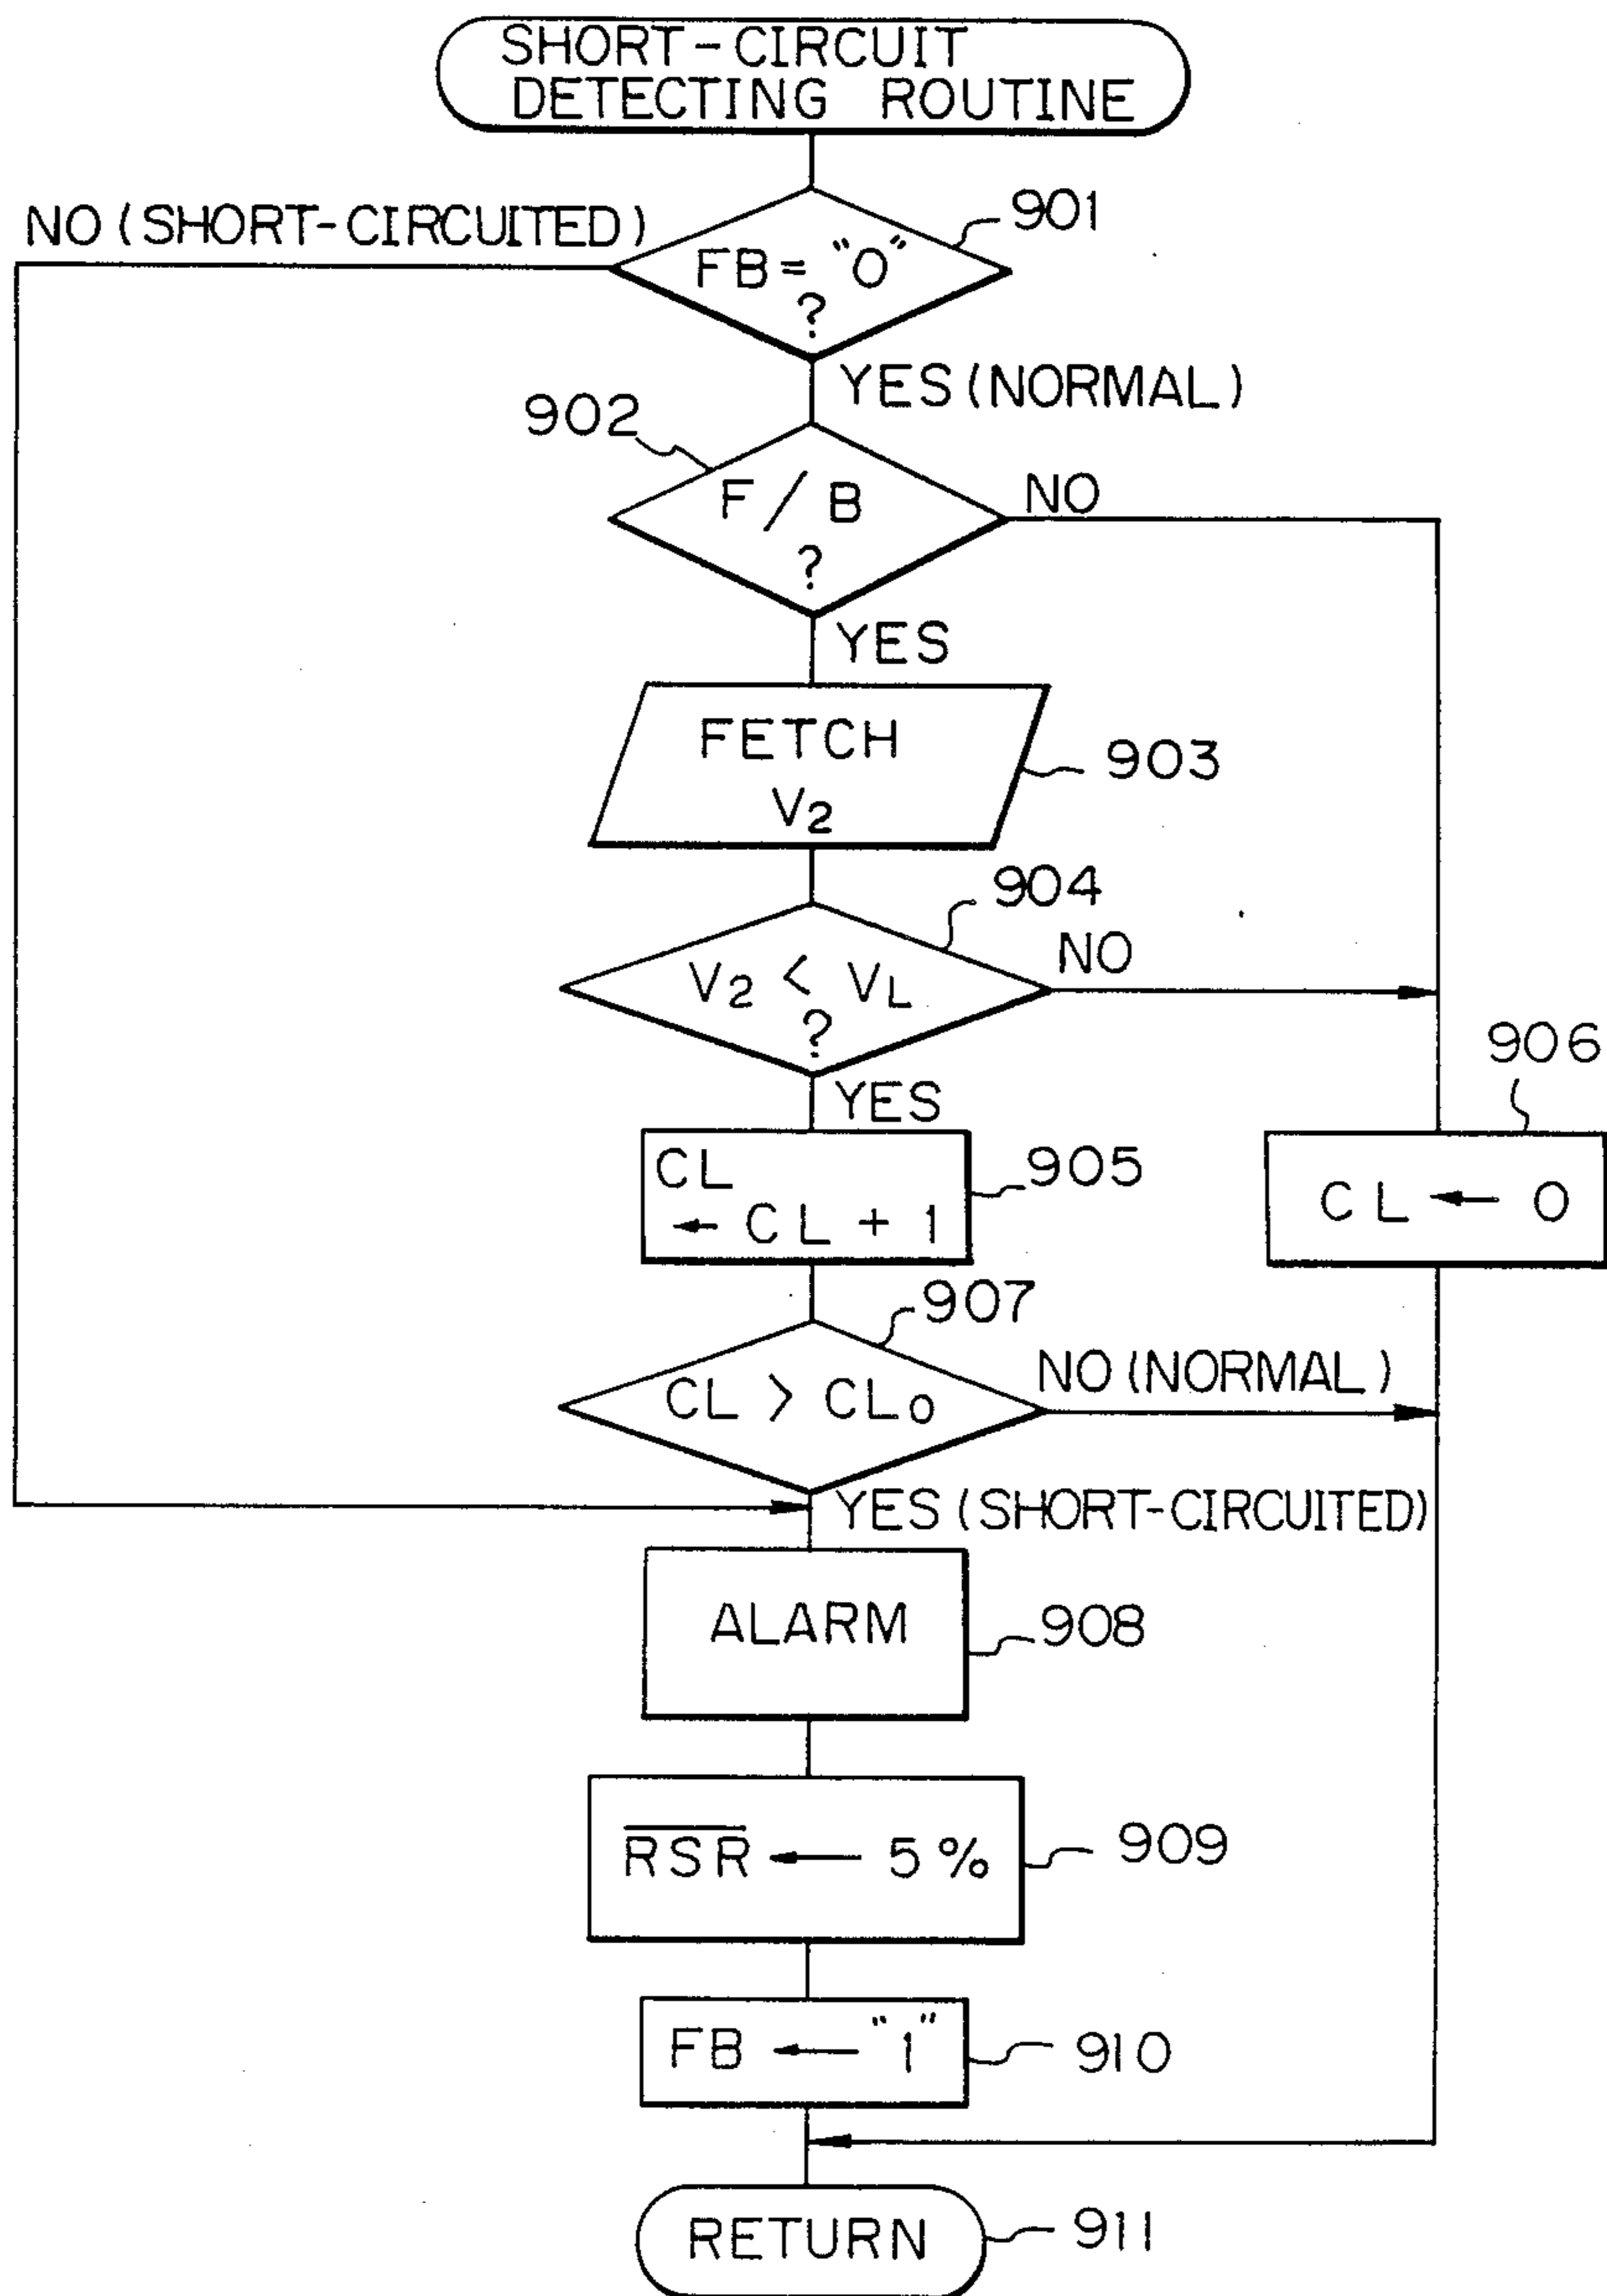 SHORT-CIRCUIT
DETECTING ROUTINE
NO (SHORT-CIRCUITED)
901
FB = "0"
?
YES (NORMAL)
902
F / B
?
NO
YES
FETCH
V2
903
904
V2 < VL
?
NO
YES
906
CL
← CL + 1
905
CL ← 0
907
CL > CL0
NO (NORMAL)
YES (SHORT-CIRCUITED)
ALARM
908
R̅S̅R̅ ← 5 %
909
FB ← "1"
910
RETURN
911